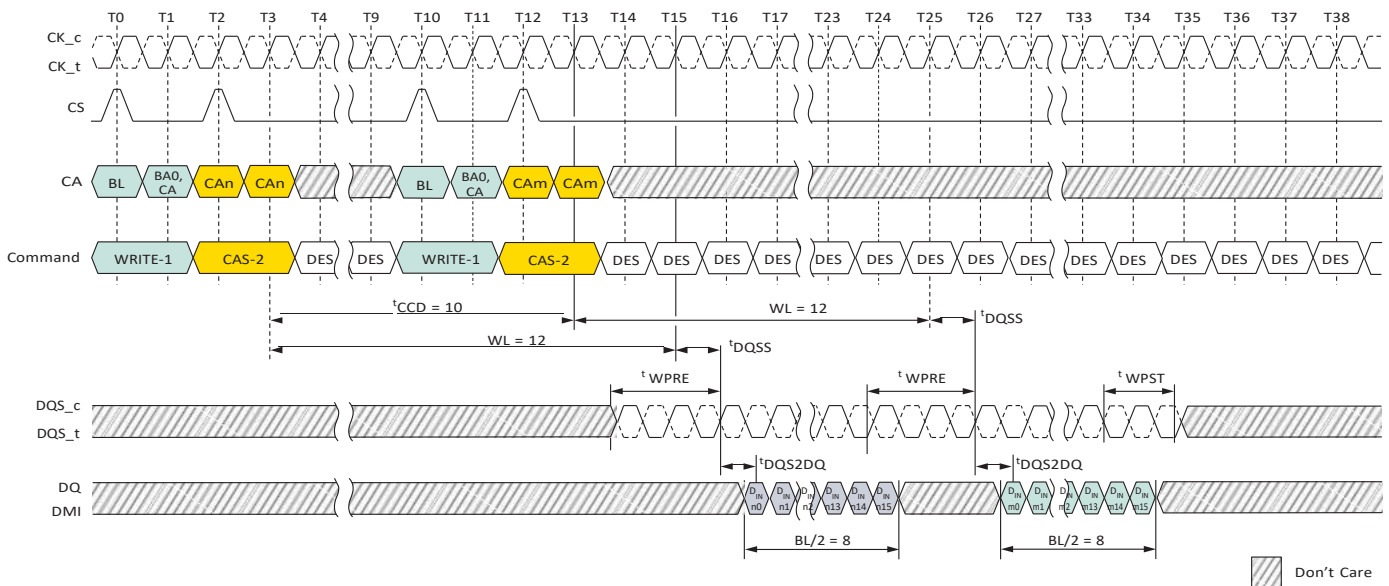 T0 T1 T2 T3 T4 T9 T10 T11 T12 T13 T14 T15 T16 T17 T23 T24 T25 T26 T27 T33 T34 T35 T36 T37 T38
CK_c
CK_t
CS
CA BL BA0, CA CAn CAn BL BA0, CA CAm CAm
Command WRITE-1 CAS-2 DES DES WRITE-1 CAS-2 DES DES DES DES DES DES DES DES DES DES DES DES DES DES DES
tCCD = 10 WL = 12 tDQSS
WL = 12 tDQSS
t WPRE t WPRE t WPST
DQS_c
DQS_t
tDQS2DQ tDQS2DQ
DQ
DMI
DIN n0 DIN n1 DIN n2 DIN n13 DIN n14 DIN n15 DIN m0 DIN m1 DIN m2 DIN m13 DIN m14 DIN m15
BL/2 = 8 BL/2 = 8
Don't Care